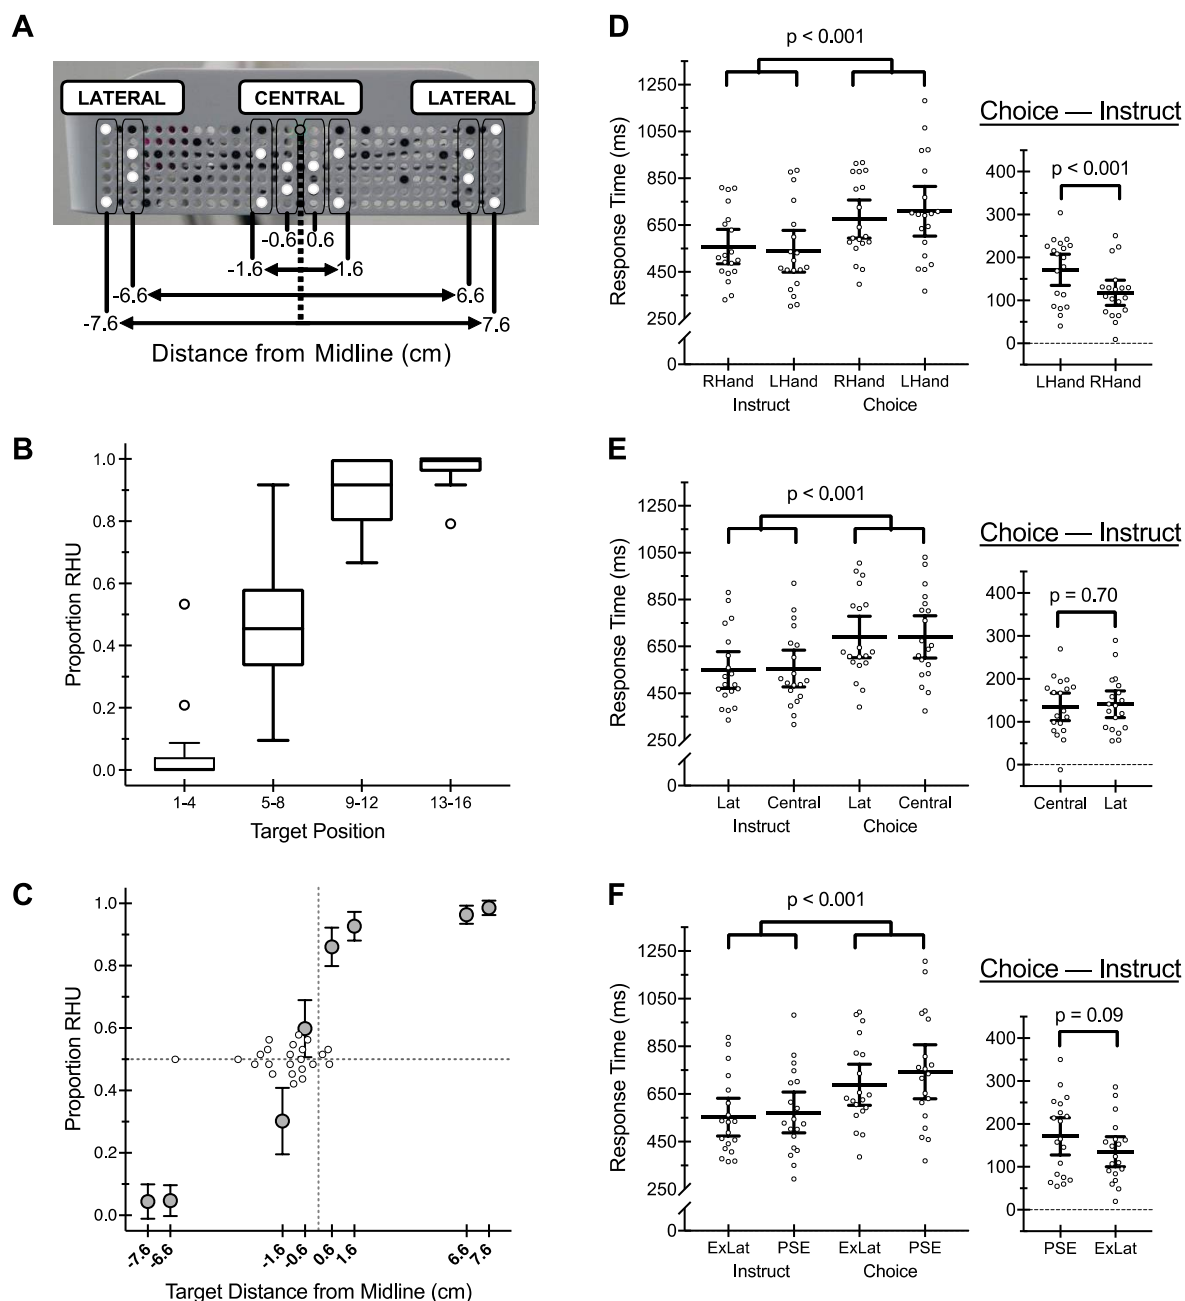 A
LATERAL
CENTRAL
LATERAL
-0.6
0.6
-1.6
1.6
-6.6
6.6
-7.6
7.6
Distance from Midline (cm)
B
Proportion RHU
1.0
0.8
0.6
0.4
0.2
0.0
1-4
5-8
9-12
13-16
Target Position
C
Proportion RHU
1.0
0.8
0.6
0.4
0.2
0.0
-7.6
-6.6
-1.6
-0.6
0.6
1.6
6.6
7.6
Target Distance from Midline (cm)
D
p < 0.001
Response Time (ms)
1250
1050
850
650
450
250
0
RHand
LHand
RHand
LHand
Instruct
Choice
Choice — Instruct
p < 0.001
400
300
200
100
0
LHand
RHand
E
p < 0.001
Response Time (ms)
1250
1050
850
650
450
250
0
Lat
Central
Lat
Central
Instruct
Choice
Choice — Instruct
p = 0.70
400
300
200
100
0
Central
Lat
F
p < 0.001
Response Time (ms)
1250
1050
850
650
450
250
0
ExLat
PSE
ExLat
PSE
Instruct
Choice
Choice — Instruct
p = 0.09
400
300
200
100
0
PSE
ExLat